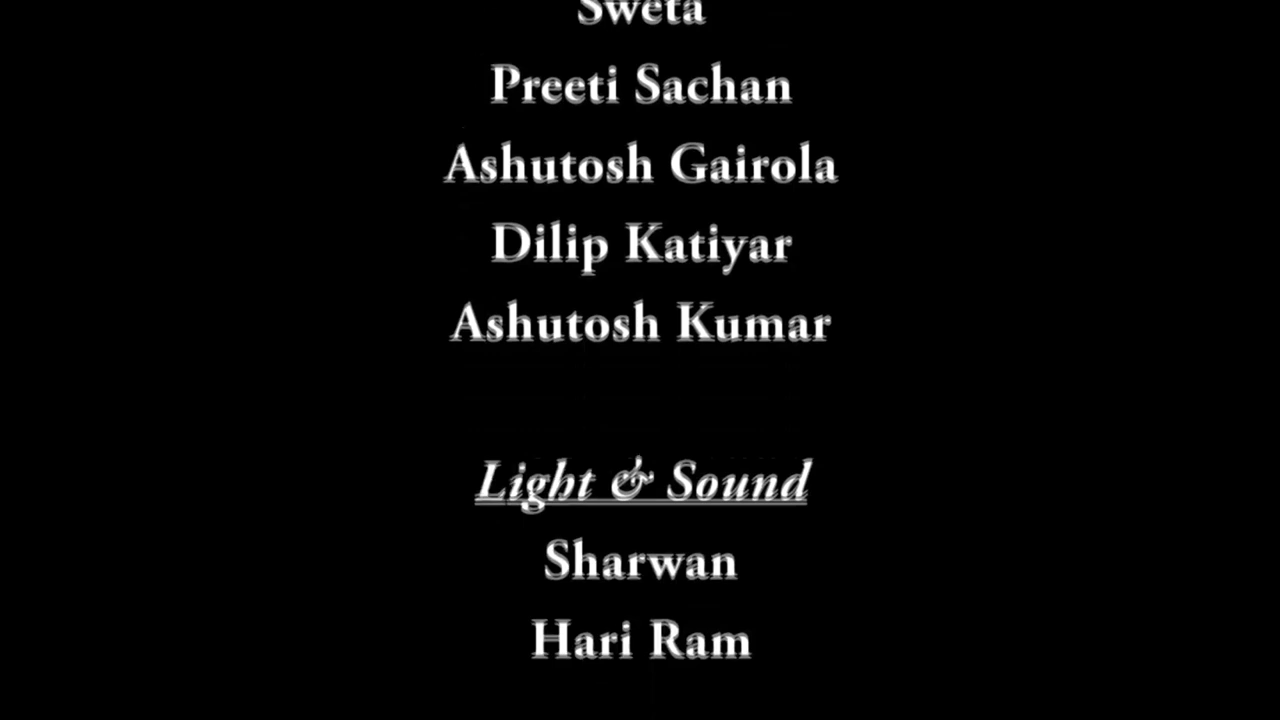 Sweta
Preeti Sachan
Ashutosh Gairola
Dilip Katiyar
Ashutosh Kumar
Light & Sound
Sharwan
Hari Ram